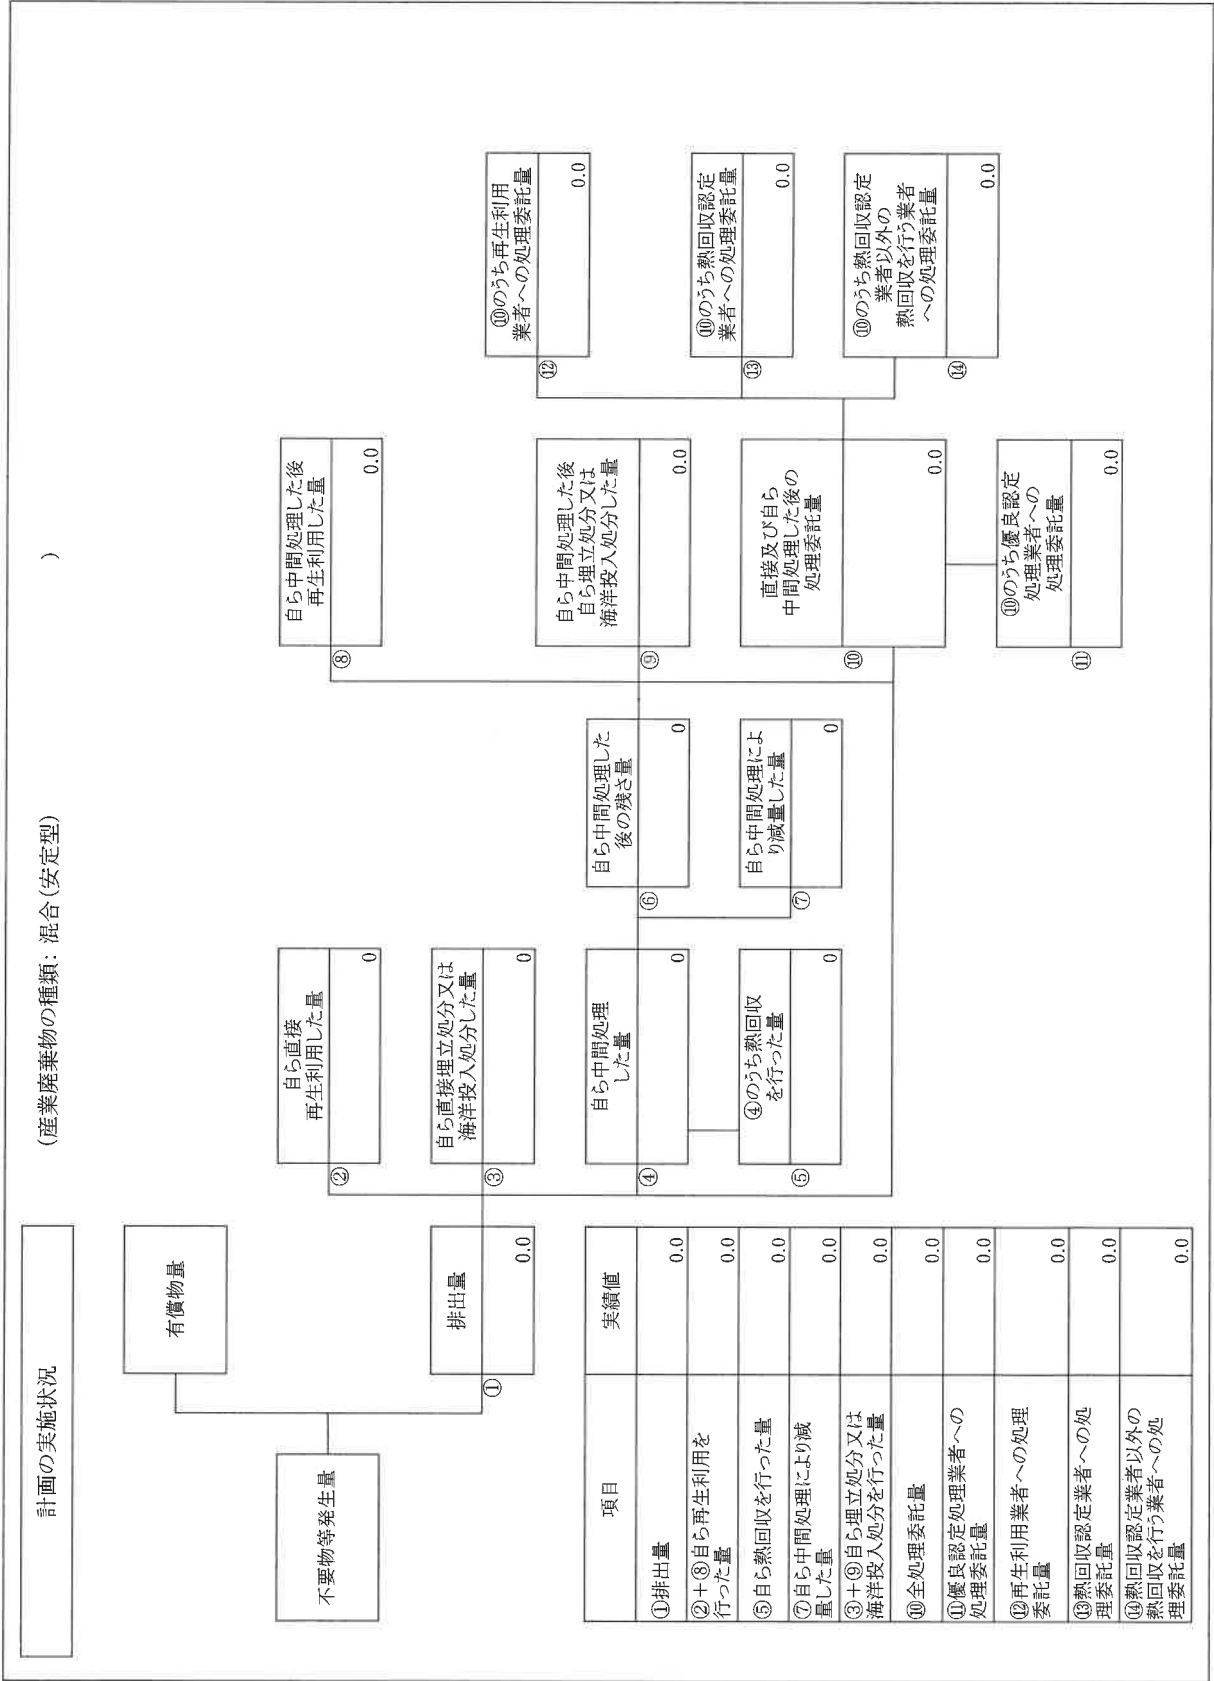 計画の実施状況
(産業廃棄物の種類: 混合(安定型)
)
有償物量
不要物等発生量
排出量
①
0.0
自ら直接
再生利用した量
②
0
自ら直接埋立処分又は
海洋投入処分した量
③
0
自ら中間処理
した量
④
0
④のうち熱回収
を行った量
⑤
0
自ら中間処理した
後の残さ量
⑥
0
自ら中間処理によ
り減量した量
⑦
0
自ら中間処理した後
再生利用した量
⑧
0.0
自ら中間処理した後
自ら埋立処分又は
海洋投入処分した量
⑨
0.0
直接及び自ら
中間処理した後の
処理委託量
⑩
0.0
⑩のうち優良認定
処理業者への
処理委託量
⑪
0.0
⑩のうち再生利用
業者への処理委託量
⑫
0.0
⑩のうち熱回収認定
業者への処理委託量
⑬
0.0
⑩のうち熱回収認定
業者以外の
熱回収を行う業者
への処理委託量
⑭
0.0
項目 実績値
①排出量 0.0
②+⑧自ら再生利用を
行った量 0.0
⑤自ら熱回収を行った量 0.0
⑦自ら中間処理により減
量した量 0.0
③+⑨自ら埋立処分又は
海洋投入処分を行った量 0.0
⑩全処理委託量 0.0
⑪優良認定処理業者への
処理委託量 0.0
⑫再生利用業者への処理
委託量 0.0
⑬熱回収認定業者への処
理委託量 0.0
⑭熱回収認定業者以外の
熱回収を行う業者への処
理委託量 0.0